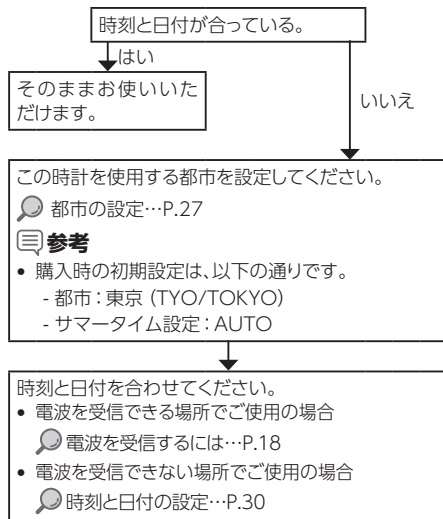 時刻と日付が合っている。
はい
そのままお使いいた
だけます。
いいえ
この時計を使用する都市を設定してください。
都市の設定…P.27
参考
• 購入時の初期設定は、以下の通りです。
- 都市：東京 (TYO/TOKYO)
- サマータイム設定：AUTO
時刻と日付を合わせてください。
• 電波を受信できる場所でご使用の場合
電波を受信するには…P.18
• 電波を受信できない場所でご使用の場合
時刻と日付の設定…P.30